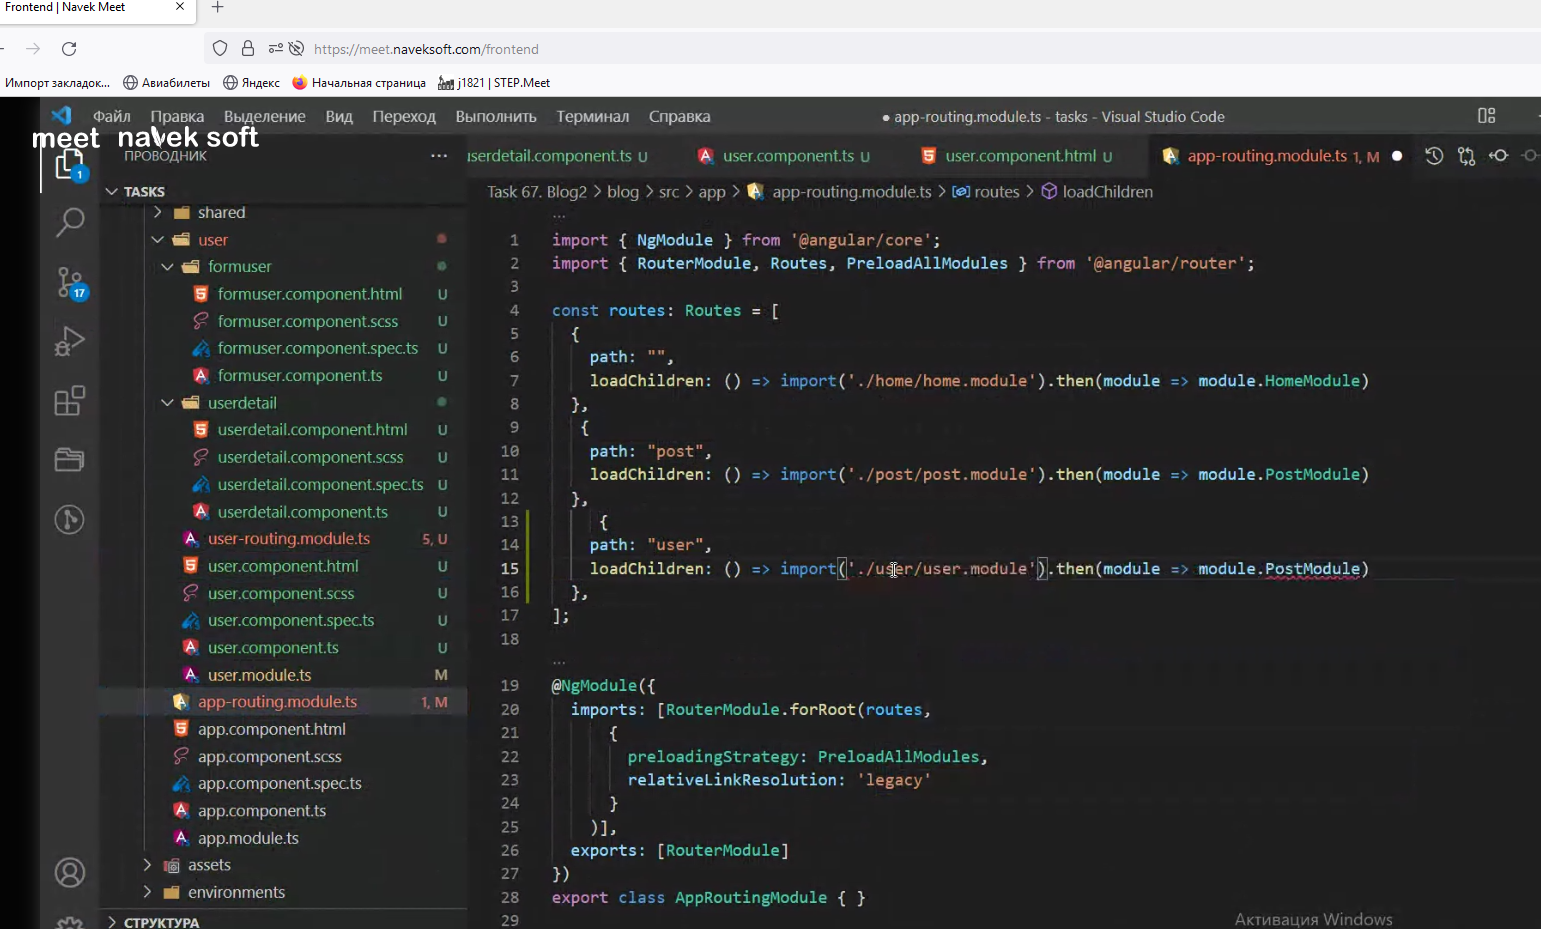 Frontend | Navek Meet
https://meet.naveksoft.com/frontend
Импорт закладок... Авиабилеты Яндекс Начальная страница j1821 | STEP.Meet
Файл Правка Выделение Вид Переход Выполнить Терминал Справка
● app-routing.module.ts - tasks - Visual Studio Code
meet navek soft
ПРОВОДНИК ...
userdetail.component.ts U user.component.ts U user.component.html U app-routing.module.ts 1, M
Task 67. Blog2 > blog > src > app > app-routing.module.ts > routes > loadChildren
1
17
TASKS
shared
user
formuser
formuser.component.html U
formuser.component.scss U
formuser.component.spec.ts U
formuser.component.ts U
userdetail
userdetail.component.html U
userdetail.component.scss U
userdetail.component.spec.ts U
userdetail.component.ts U
user-routing.module.ts 5, U
user.component.html U
user.component.scss U
user.component.spec.ts U
user.component.ts U
user.module.ts M
app-routing.module.ts 1, M
app.component.html
app.component.scss
app.component.spec.ts
app.component.ts
app.module.ts
assets
environments
СТРУКТУРА
...
1 import { NgModule } from '@angular/core';
2 import { RouterModule, Routes, PreloadAllModules } from '@angular/router';
3
4 const routes: Routes = [
5 {
6 path: "",
7 loadChildren: () => import('./home/home.module').then(module => module.HomeModule)
8 },
9 {
10 path: "post",
11 loadChildren: () => import('./post/post.module').then(module => module.PostModule)
12 },
13 {
14 path: "user",
15 loadChildren: () => import('./user/user.module').then(module => module.PostModule)
16 },
17 ];
18
...
19 @NgModule({
20 imports: [RouterModule.forRoot(routes,
21 {
22 preloadingStrategy: PreloadAllModules,
23 relativeLinkResolution: 'legacy'
24 }
25 )],
26 exports: [RouterModule]
27 })
28 export class AppRoutingModule { }
29
Активация Windows